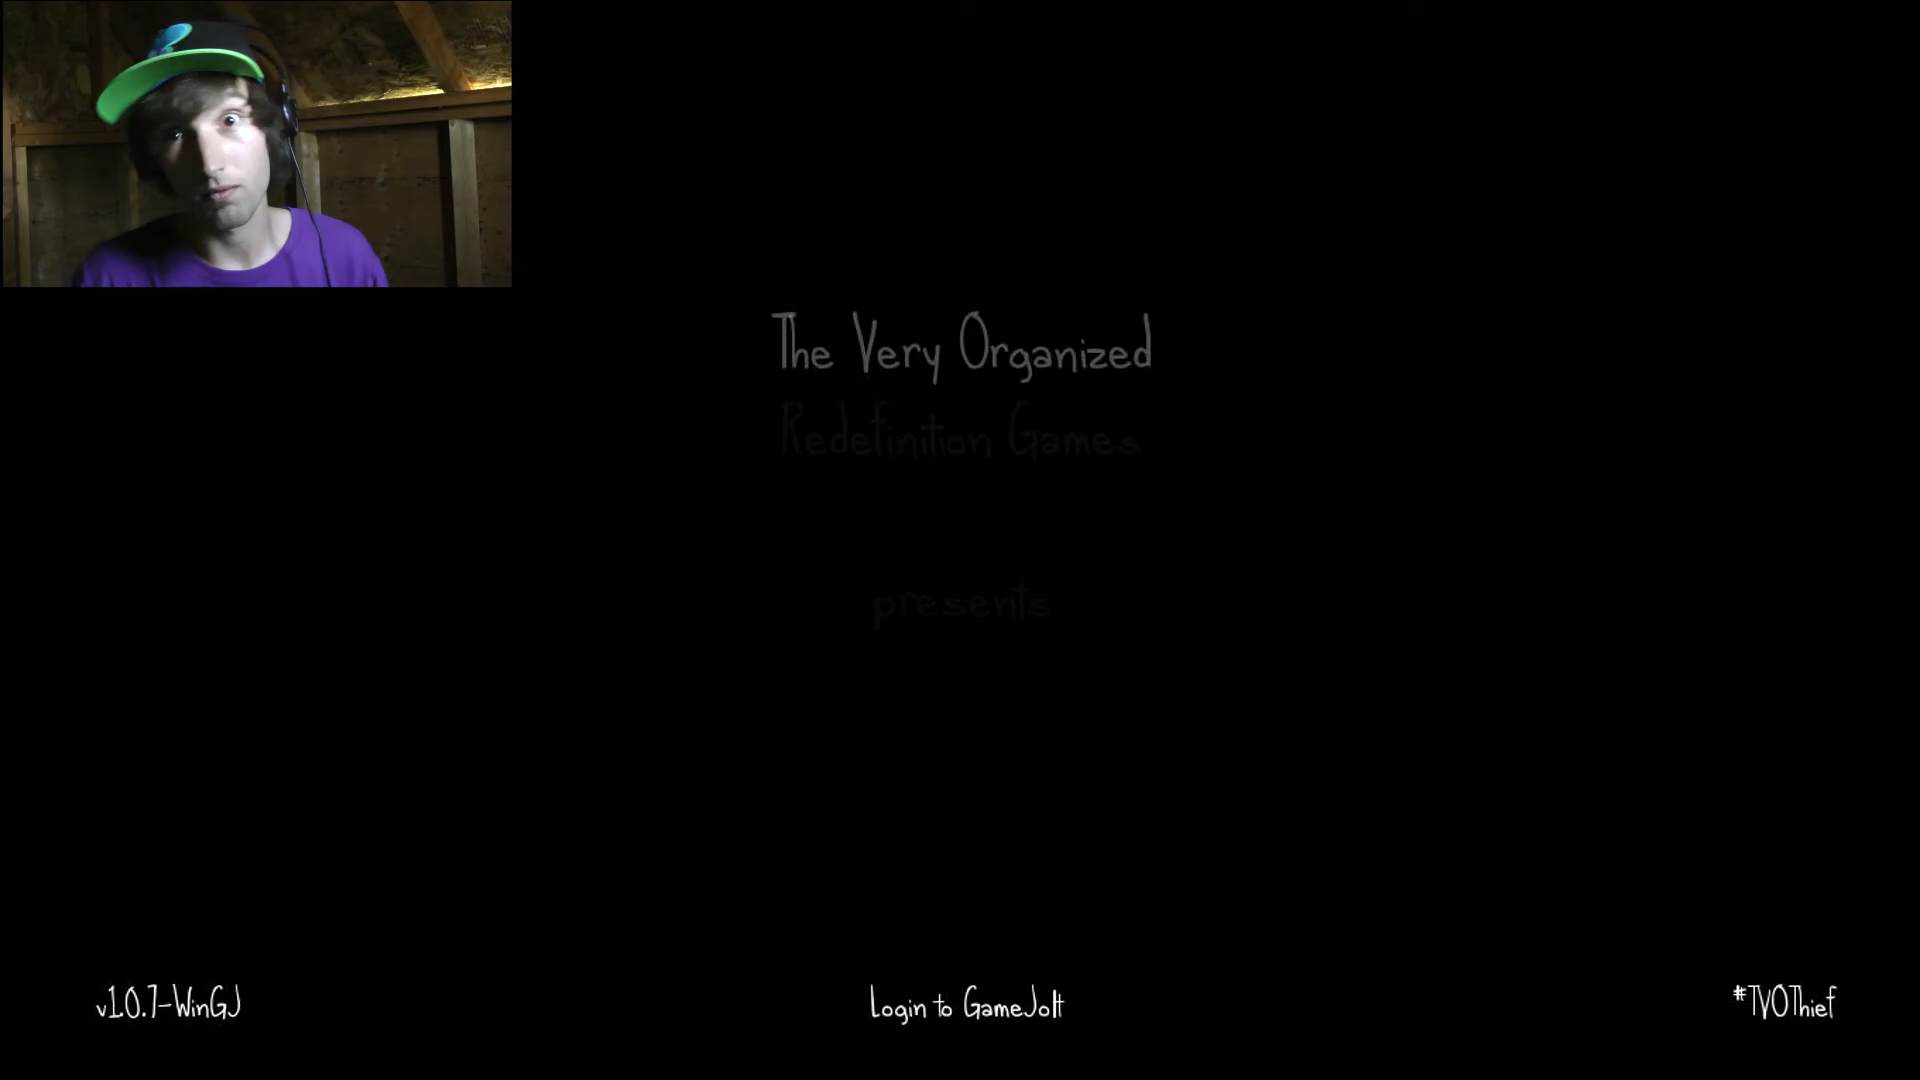 The Very Organized
Redefinition Games
presents
v1.0.7-WinGJ
Login to GameJolt
#TVOThief